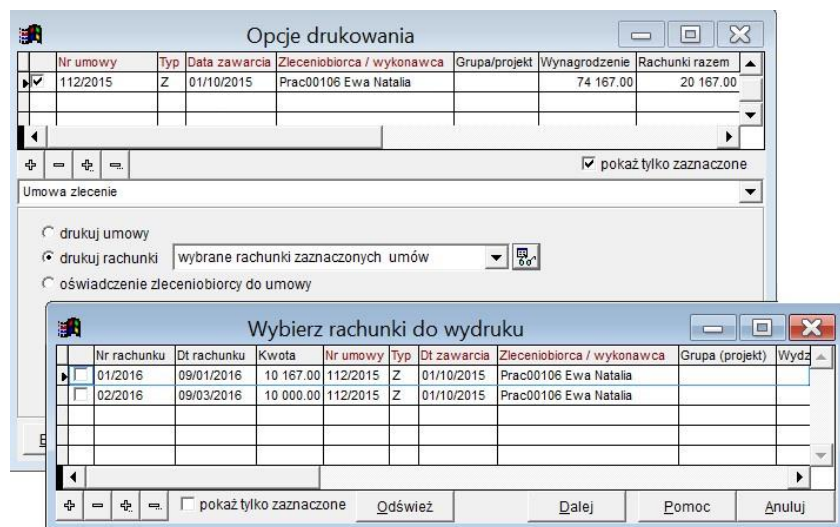 Opcje drukowania
Nr umowy Typ Data zawarcia Zleceniobiorca / wykonawca Grupa/projekt Wynagrodzenie Rachunki razem
112/2015 Z 01/10/2015 Prac00106 Ewa Natalia 74 167.00 20 167.00
pokaż tylko zaznaczone
Umowa zlecenie
drukuj umowy
drukuj rachunki wybrane rachunki zaznaczonych umów
oświadczenie zleceniobiorcy do umowy
Wybierz rachunki do wydruku
Nr rachunku Dt rachunku Kwota Nr umowy Typ Dt zawarcia Zleceniobiorca / wykonawca Grupa (projekt) Wydz
01/2016 09/01/2016 10 167.00 112/2015 Z 01/10/2015 Prac00106 Ewa Natalia
02/2016 09/03/2016 10 000.00 112/2015 Z 01/10/2015 Prac00106 Ewa Natalia
pokaż tylko zaznaczone Odśwież Dalej Pomoc Anuluj